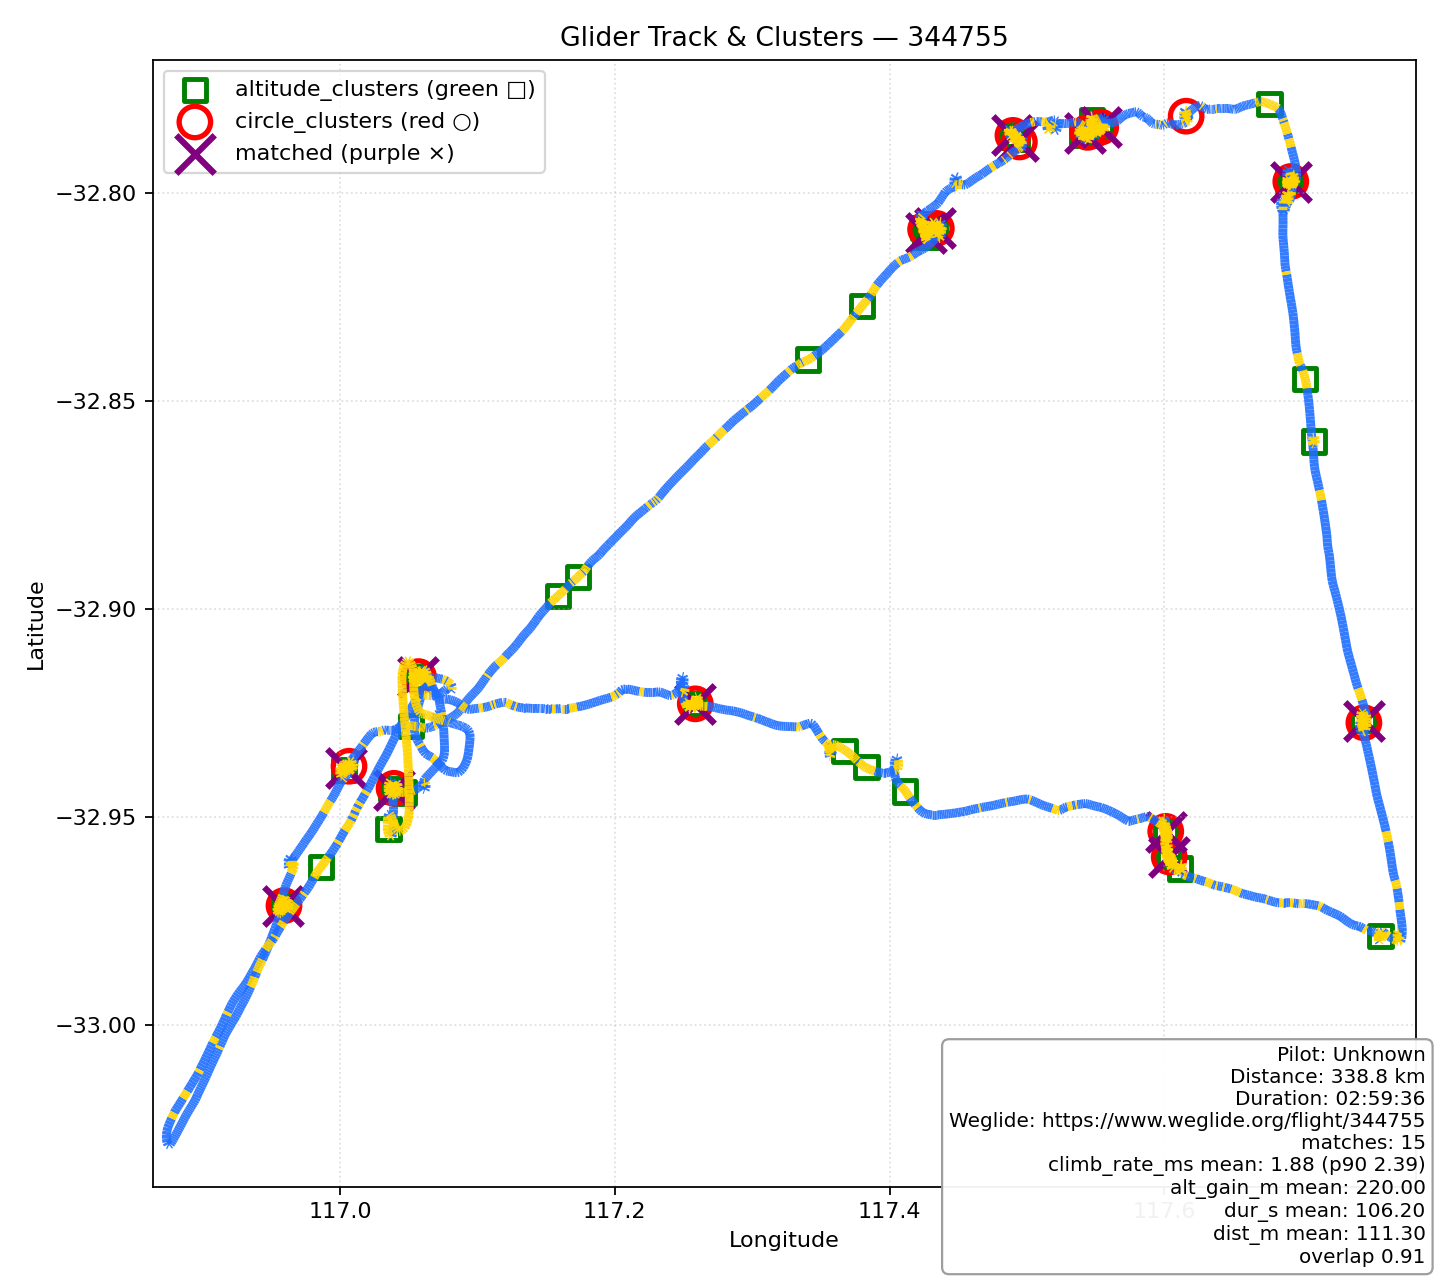 Glider Track & Clusters — 344755
altitude_clusters (green □)
circle_clusters (red ○)
matched (purple ×)
−32.80
−32.85
−32.90
−32.95
−33.00
Latitude
117.0
117.2
117.4
117.6
Longitude
Pilot: Unknown
Distance: 338.8 km
Duration: 02:59:36
Weglide: https://www.weglide.org/flight/344755
matches: 15
climb_rate_ms mean: 1.88 (p90 2.39)
alt_gain_m mean: 220.00
dur_s mean: 106.20
dist_m mean: 111.30
overlap 0.91